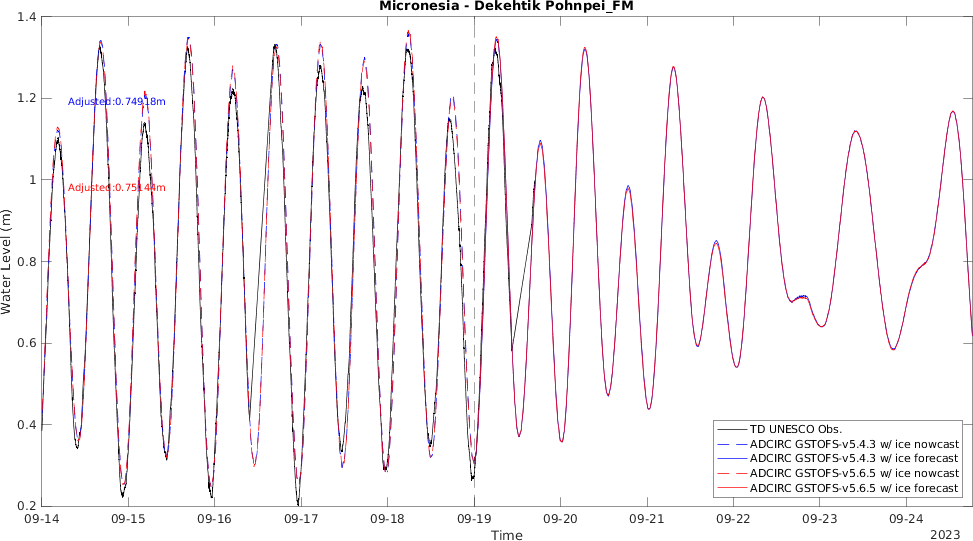 Micronesia - Dekehtik Pohnpei_FM
1.4
1.2
1
0.8
0.6
0.4
0.2
Water Level (m)
Adjusted:0.74918m
Adjusted:0.75144m
TD UNESCO Obs.
ADCIRC GSTOFS-v5.4.3 w/ ice nowcast
ADCIRC GSTOFS-v5.4.3 w/ ice forecast
ADCIRC GSTOFS-v5.6.5 w/ ice nowcast
ADCIRC GSTOFS-v5.6.5 w/ ice forecast
09-14 09-15 09-16 09-17 09-18 09-19 09-20 09-21 09-22 09-23 09-24
Time
2023